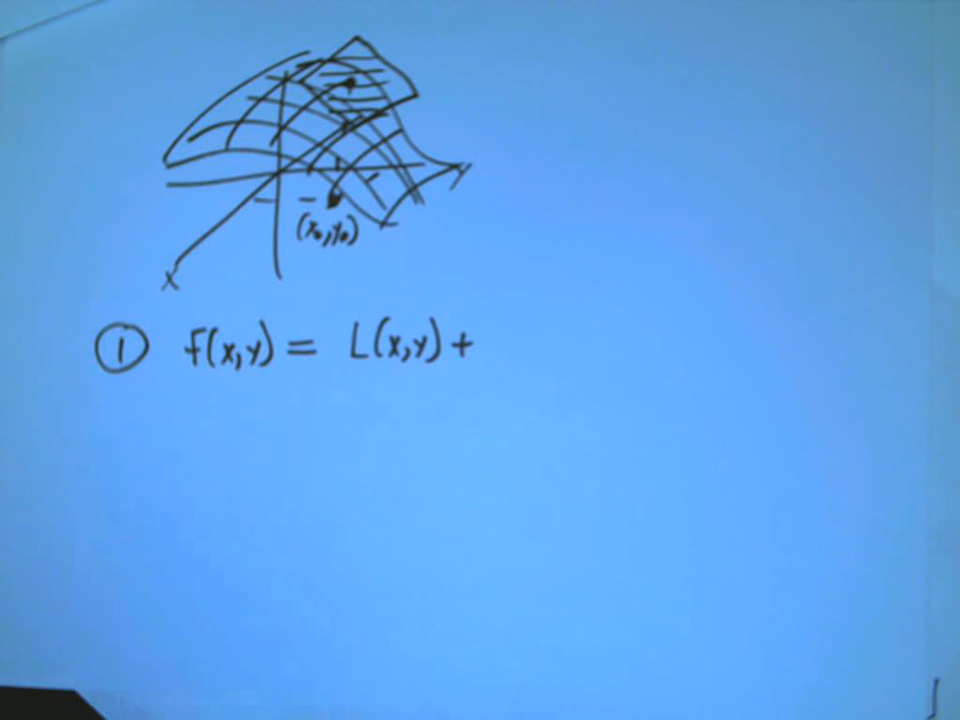 y
(x₀, y₀)
x
① f(x,y) = L(x,y) +